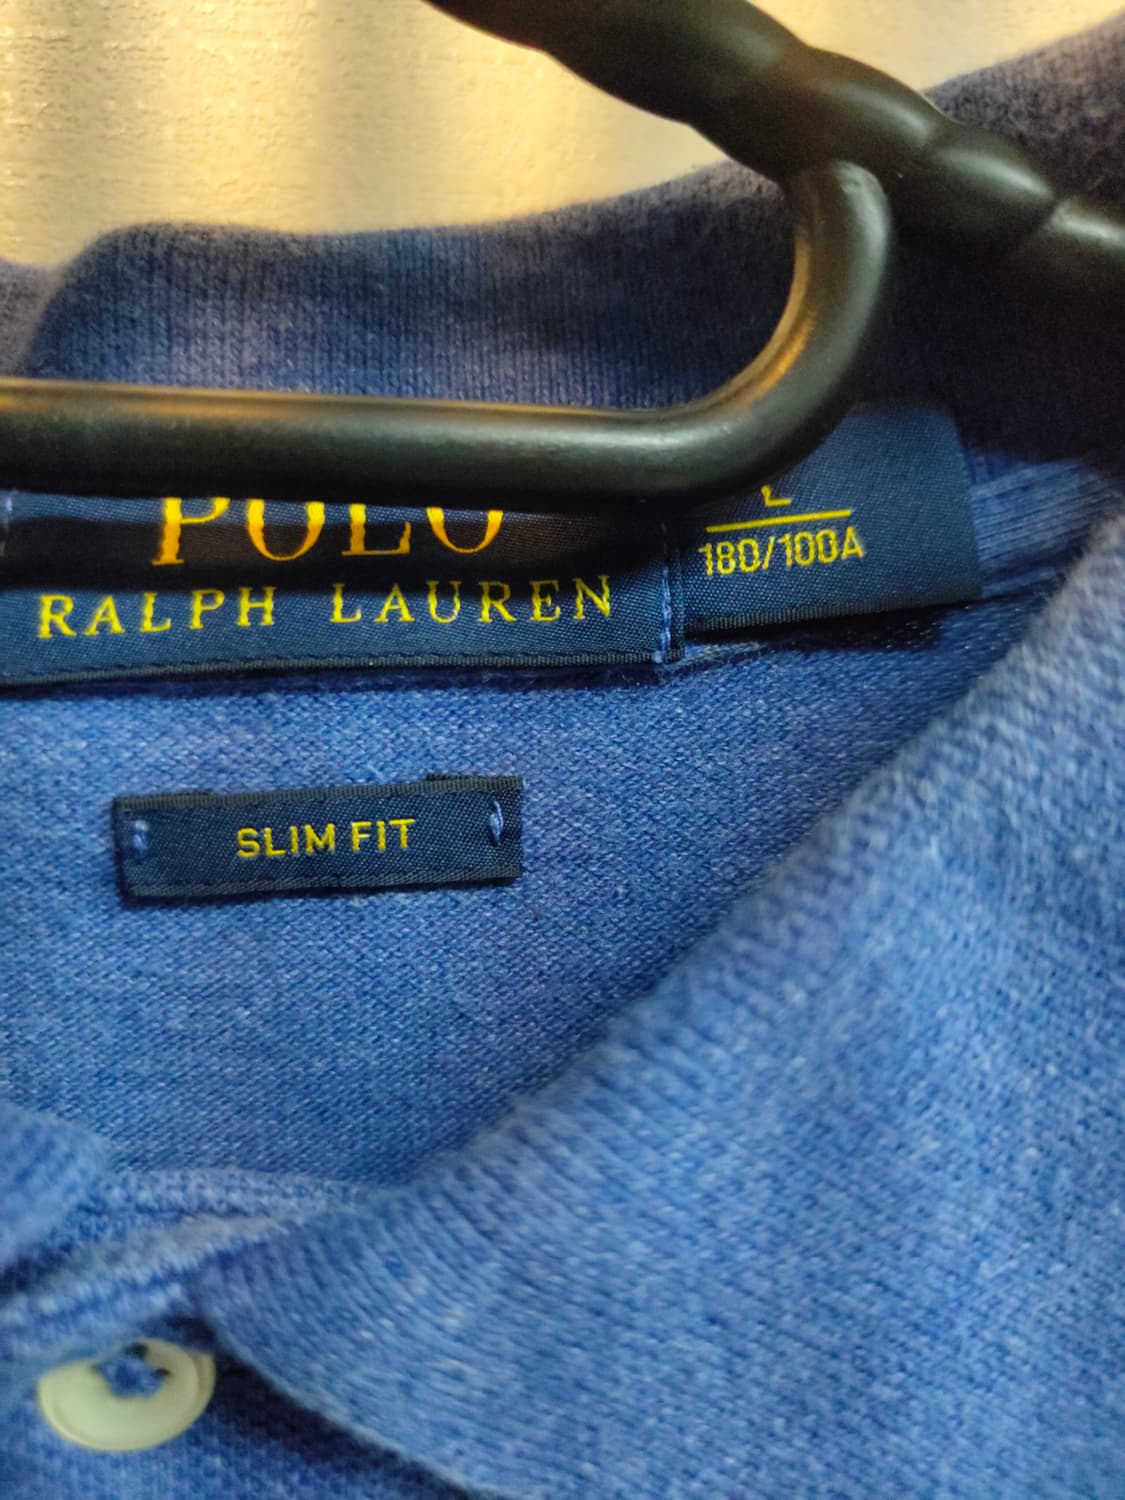 POLO
RALPH LAUREN
L
180/100A
SLIM FIT